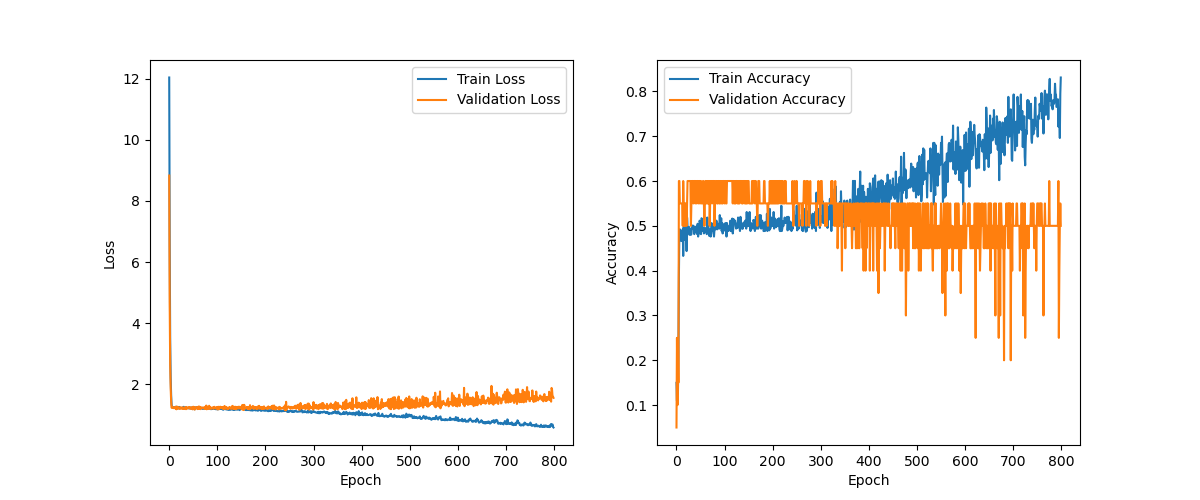 Train Loss
Validation Loss
12
10
8
6
4
2
Loss
0 100 200 300 400 500 600 700 800
Epoch
Train Accuracy
Validation Accuracy
0.8
0.7
0.6
0.5
0.4
0.3
0.2
0.1
Accuracy
0 100 200 300 400 500 600 700 800
Epoch